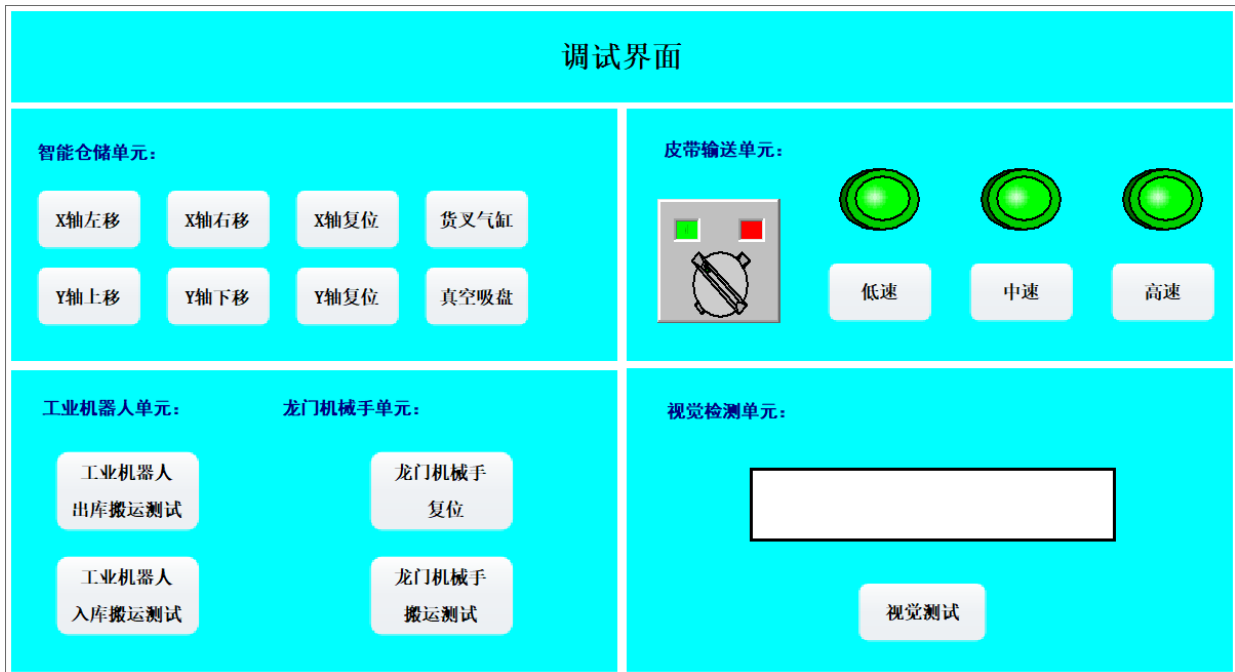 调试界面
智能仓储单元：
X轴左移
X轴右移
X轴复位
货叉气缸
Y轴上移
Y轴下移
Y轴复位
真空吸盘
皮带输送单元：
低速
中速
高速
工业机器人单元：
工业机器人
出库搬运测试
工业机器人
入库搬运测试
龙门机械手单元：
龙门机械手
复位
龙门机械手
搬运测试
视觉检测单元：
视觉测试